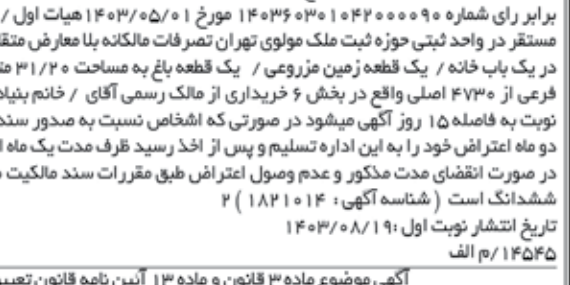 برابر رای شماره ۱۴۰۳۶۰۳۰۱۰۴۲۰۰۰۰۹۰ مورخ ۱۴۰۳/۰۵/۰۱ هیات اول /
مستقر در واحد ثبتی حوزه ثبت ملک مولوی تهران تصرفات مالکانه بلا معارض متقا
در یک باب خانه / یک قطعه زمین مزروعی / یک قطعه باغ به مساحت ۳۱/۲۰ مت
فرعی از ۴۷۳۰ اصلی واقع در بخش ۶ خریداری از مالک رسمی آقای / خانم بنیاد
نوبت به فاصله ۱۵ روز آگهی میشود در صورتی که اشخاص نسبت به صدور سند
دو ماه اعتراض خود را به این اداره تسلیم و پس از اخذ رسید ظرف مدت یک ماه ا
در صورت انقضای مدت مذکور و عدم وصول اعتراض طبق مقررات سند مالکیت
ششدانگ است ( شناسه آگهی : ۱۸۲۱۰۱۴ ) ۲
تاریخ انتشار نوبت اول :۱۴۰۳/۰۸/۱۹
۱۴۵۴۵/م الف
آگهی موضوع ماده ۳ قانون و ماده ۱۳ آئین نامه قانون تعیین